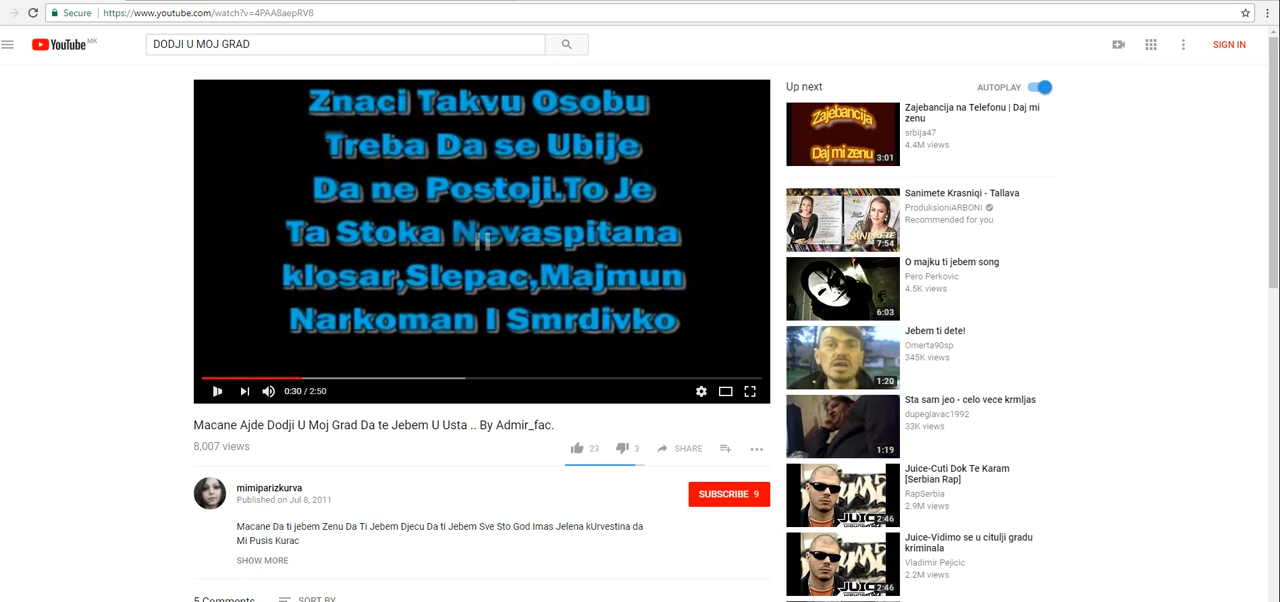 Secure
https://www.youtube.com/watch?v=4PAA8aepRV8
YouTube MK
DODJI U MOJ GRAD
SIGN IN
Znaci Takvu Osobu
Treba Da se Ubije
Da ne Postoji.To Je
Ta Stoka Nevaspitana
klosar,Slepac,Majmun
Narkoman I Smrdivko
0:30 / 2:50
Macane Ajde Dodji U Moj Grad Da te Jebem U Usta .. By Admir_fac.
8,007 views
23
3
SHARE
mimiparizkurva
Published on Jul 8, 2011
SUBSCRIBE 9
Macane Da ti jebem Zenu Da Ti Jebem Djecu Da ti Jebem Sve Sto God Imas Jelena kUrvestina da
Mi Pusis Kurac
SHOW MORE
5 Comments
SORT BY
Up next
AUTOPLAY
Zajebancija
Daj mi zenu
3:01
Zajebancija na Telefonu | Daj mi
zenu
srbija47
4.4M views
7:54
Sanimete Krasniqi - Tallava
ProduksioniARBONI
Recommended for you
6:03
O majku ti jebem song
Pero Perkovic
4.5K views
1:20
Jebem ti dete!
Omerta90sp
345K views
1:19
Sta sam jeo - celo vece krmljas
dupeglavac1992
33K views
2:46
Juice-Cuti Dok Te Karam
[Serbian Rap]
RapSerbia
2.9M views
2:46
Juice-Vidimo se u citulji gradu
kriminala
Vladimir Pejicic
2.2M views